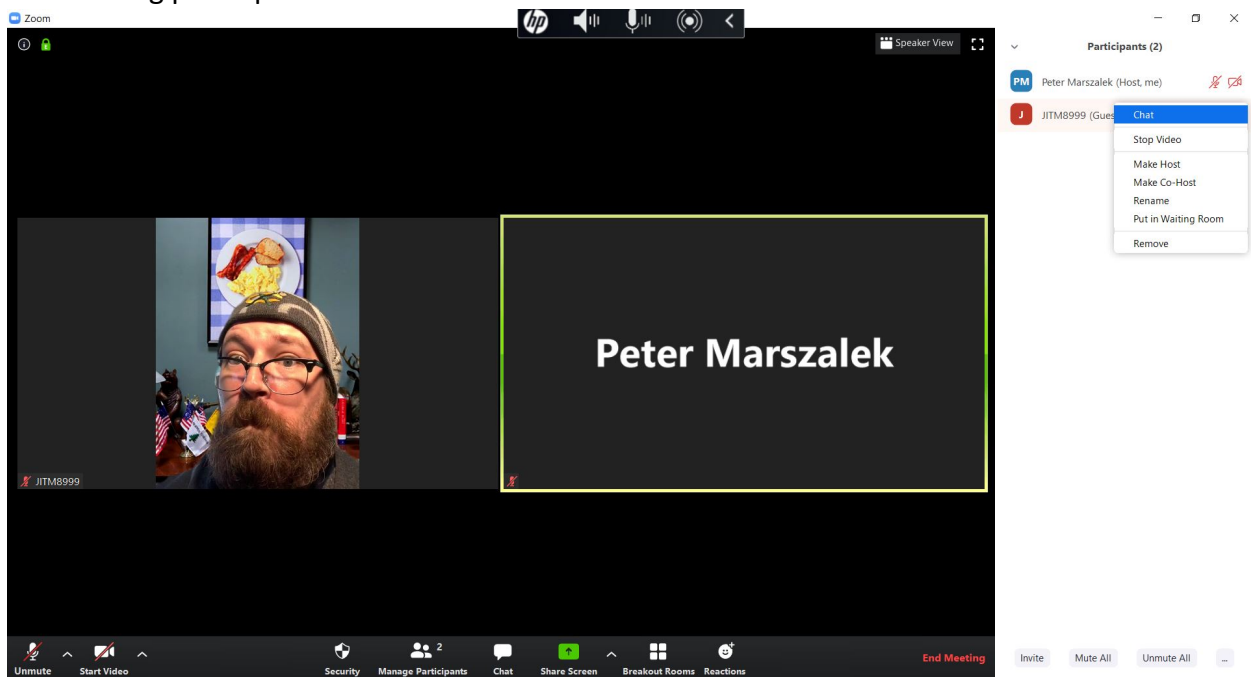 Zoom
hp
Speaker View
Participants (2)
PM Peter Marszalek (Host, me)
J JITM8999 (Gues
Chat
Stop Video
Make Host
Make Co-Host
Rename
Put in Waiting Room
Remove
Peter Marszalek
JITM8999
Unmute
Start Video
Security
Manage Participants
2
Chat
Share Screen
Breakout Rooms
Reactions
End Meeting
Invite
Mute All
Unmute All
...